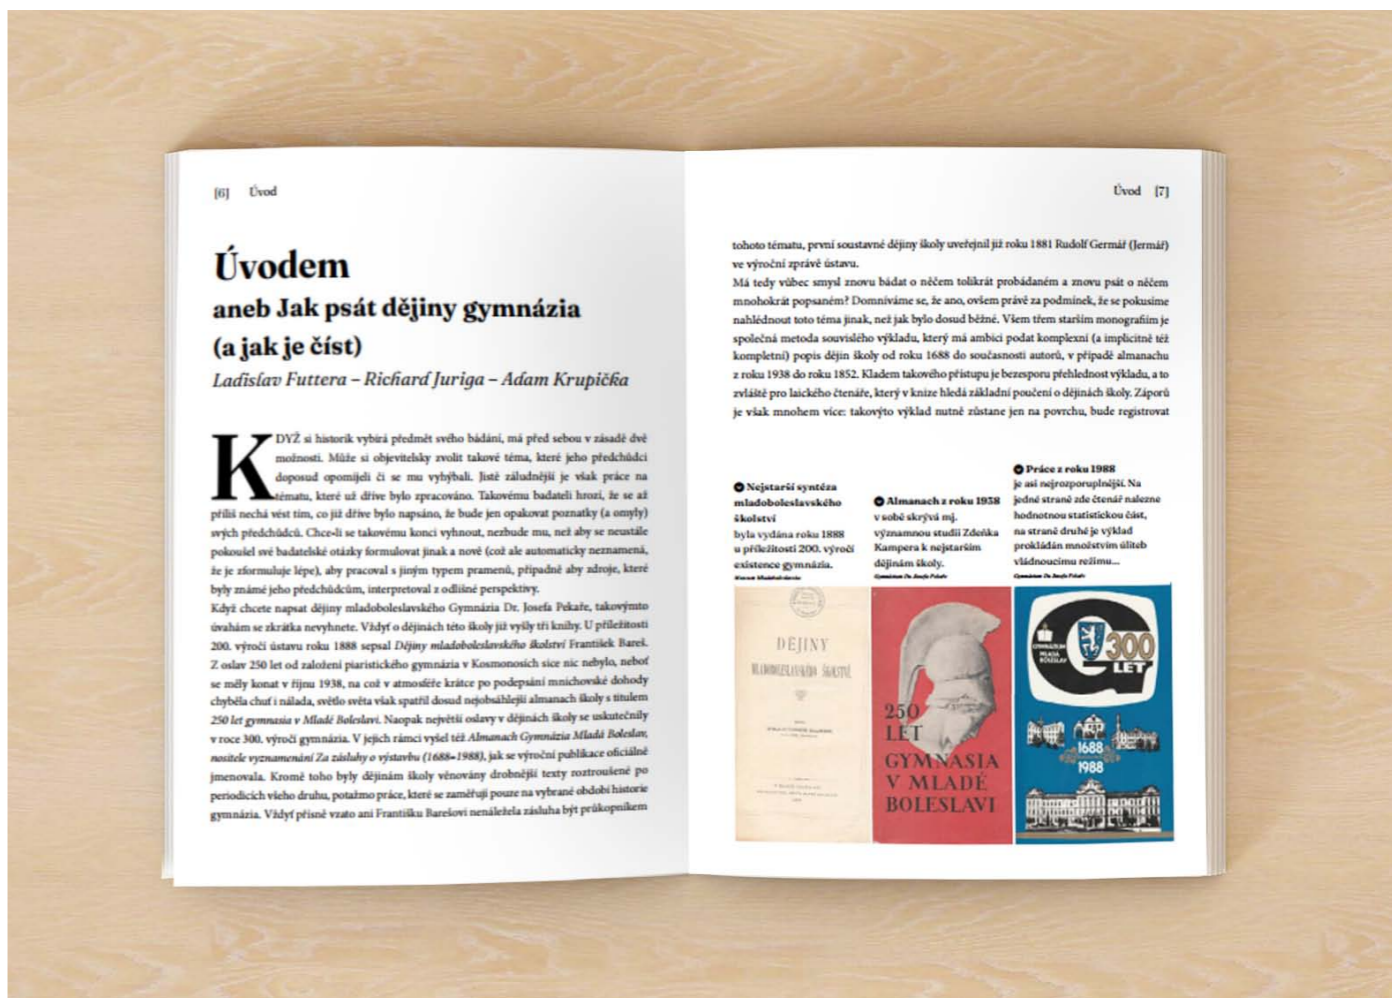 [6] Úvod
Úvodem
aneb Jak psát dějiny gymnázia
(a jak je číst)
Ladislav Futtera – Richard Juriga – Adam Krupička
KDYŽ si historik vybírá předmět svého bádání, má před sebou v zásadě dvě
možnosti. Může si objevitelsky zvolit takové téma, které jeho předchůdci
doposud opomíjeli či se mu vyhýbali. Jistě záludnější je však práce na
tématu, které už dříve bylo zpracováno. Takovému badateli hrozí, že se až
příliš nechá vést tím, co již dříve bylo napsáno, že bude jen opakovat poznatky (a omyly)
svých předchůdců. Chce-li se takovému konci vyhnout, nezbude mu, než aby se neustále
pokoušel své badatelské otázky formulovat jinak a nově (což ale automaticky neznamená,
že je zformuluje lépe), aby pracoval s jiným typem pramenů, případně aby zdroje, které
byly známé jeho předchůdcům, interpretoval z odlišné perspektivy.
Když chcete napsat dějiny mladoboleslavského Gymnázia Dr. Josefa Pekaře, takovýmto
úvahám se zkrátka nevyhnete. Vždyť o dějinách této školy již vyšly tři knihy. U příležitosti
200. výročí ústavu roku 1888 sepsal Dějiny mladoboleslavského školství František Bareš.
Z oslav 250 let od založení piaristického gymnázia v Kosmonosích sice nic nebylo, neboť
se měly konat v říjnu 1938, na což v atmosféře krátce po podepsání mnichovské dohody
chyběla chuť i nálada, světlo světa však spatřil dosud nejobsáhlejší almanach školy s titulem
250 let gymnasia v Mladé Boleslavi. Naopak největší oslavy v dějinách školy se uskutečnily
v roce 300. výročí gymnázia. V jejich rámci vyšel též Almanach Gymnázia Mladá Boleslav,
nositele vyznamenání Za zásluhy o výstavbu (1688–1988), jak se výroční publikace oficiálně
jmenovala. Kromě toho byly dějinám školy věnovány drobnější texty roztroušené po
periodicích všeho druhu, potažmo práce, které se zaměřují pouze na vybrané období historie
gymnázia. Vždyť přísně vzato ani Františku Barešovi nenáležela zásluha být průkopníkem
Úvod [7]
tohoto tématu, první soustavné dějiny školy uveřejnil již roku 1881 Rudolf Germář (Jermář)
ve výroční zprávě ústavu.
Má tedy vůbec smysl znovu bádat o něčem tolikrát probádaném a znovu psát o něčem
mnohokrát popsaném? Domníváme se, že ano, ovšem právě za podmínek, že se pokusíme
nahlédnout toto téma jinak, než jak bylo dosud běžné. Všem třem starším monografiím je
společná metoda souvislého výkladu, který má ambici podat komplexní (a implicitně též
kompletní) popis dějin školy od roku 1688 do současnosti autorů, v případě almanachu
z roku 1938 do roku 1852. Kladem takového přístupu je bezesporu přehlednost výkladu, a to
zvláště pro laického čtenáře, který v knize hledá základní poučení o dějinách školy. Záporů
je však mnohem více: takovýto výklad nutně zůstane jen na povrchu, bude registrovat
Nejstarší syntéza
mladoboleslavského
školství
byla vydána roku 1888
u příležitosti 200. výročí
existence gymnázia.
Muzeum Mladoboleslavska
Almanach z roku 1938
v sobě skrývá mj.
významnou studii Zdeňka
Kampera k nejstarším
dějinám školy.
Gymnázium Dr. Josefa Pekaře
Práce z roku 1988
je asi nejrozporuplnější. Na
jedné straně zde čtenář nalezne
hodnotnou statistickou část,
na straně druhé je výklad
prokládán množstvím úliteb
vládnoucímu režimu...
Gymnázium Dr. Josefa Pekaře
DĚJINY
MLADOBOLESLAVSKÉHO ŠKOLSTVÍ
250
LET
GYMNASIA
V MLADÉ
BOLESLAVI
GYMNÁZIUM
MLADÁ
BOLESLAV
300
LET
1688
1988